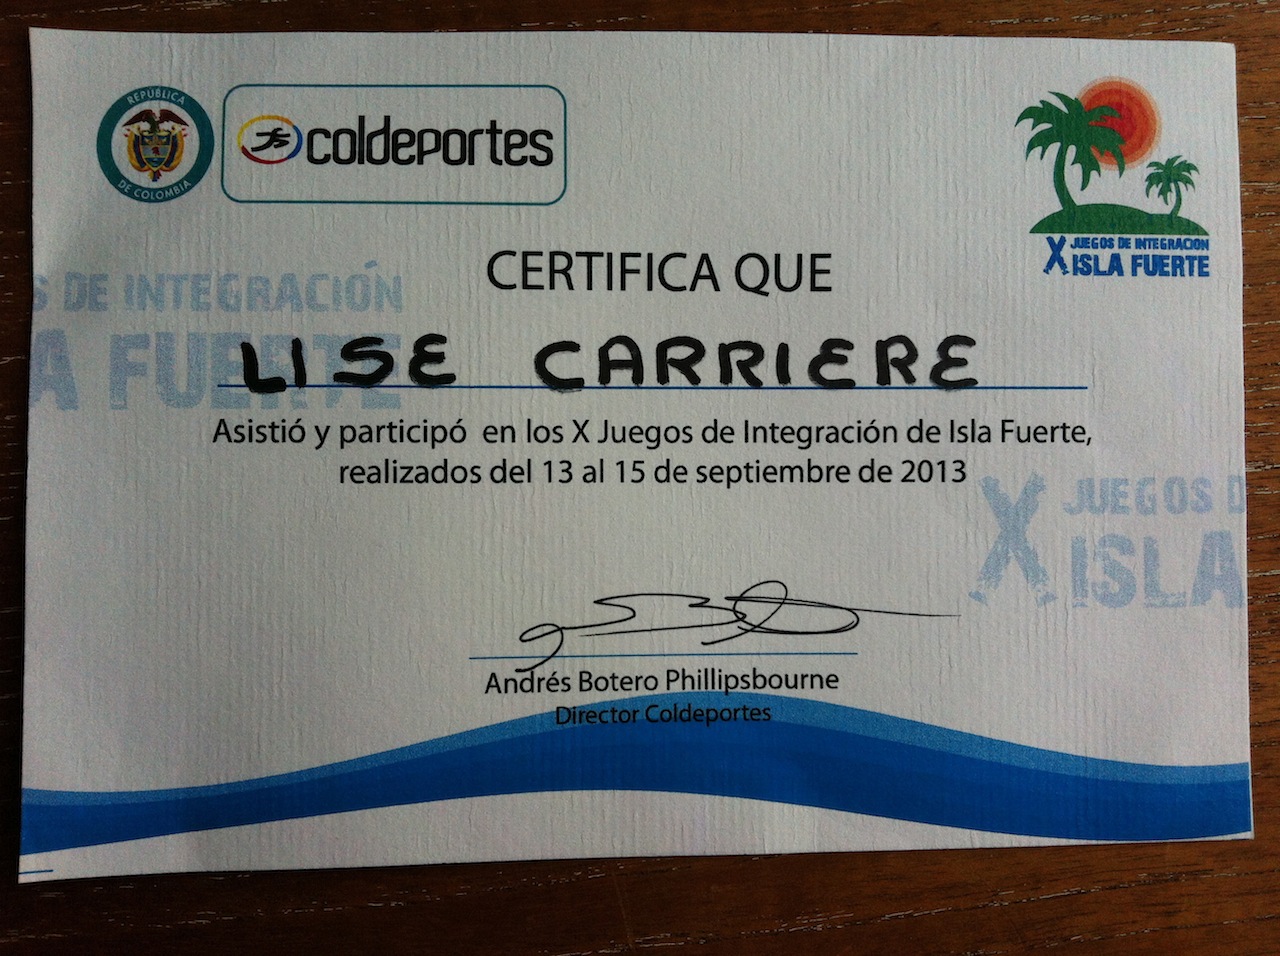 REPÚBLICA
DE COLOMBIA
coldeportes
X JUEGOS DE INTEGRACION
ISLA FUERTE
CERTIFICA QUE
S DE INTEGRACIÓN
A FUERTE
LISE CARRIERE
Asistió y participó en los X Juegos de Integración de Isla Fuerte,
realizados del 13 al 15 de septiembre de 2013
X JUEGOS D
ISLA
Andrés Botero Phillipsbourne
Director Coldeportes